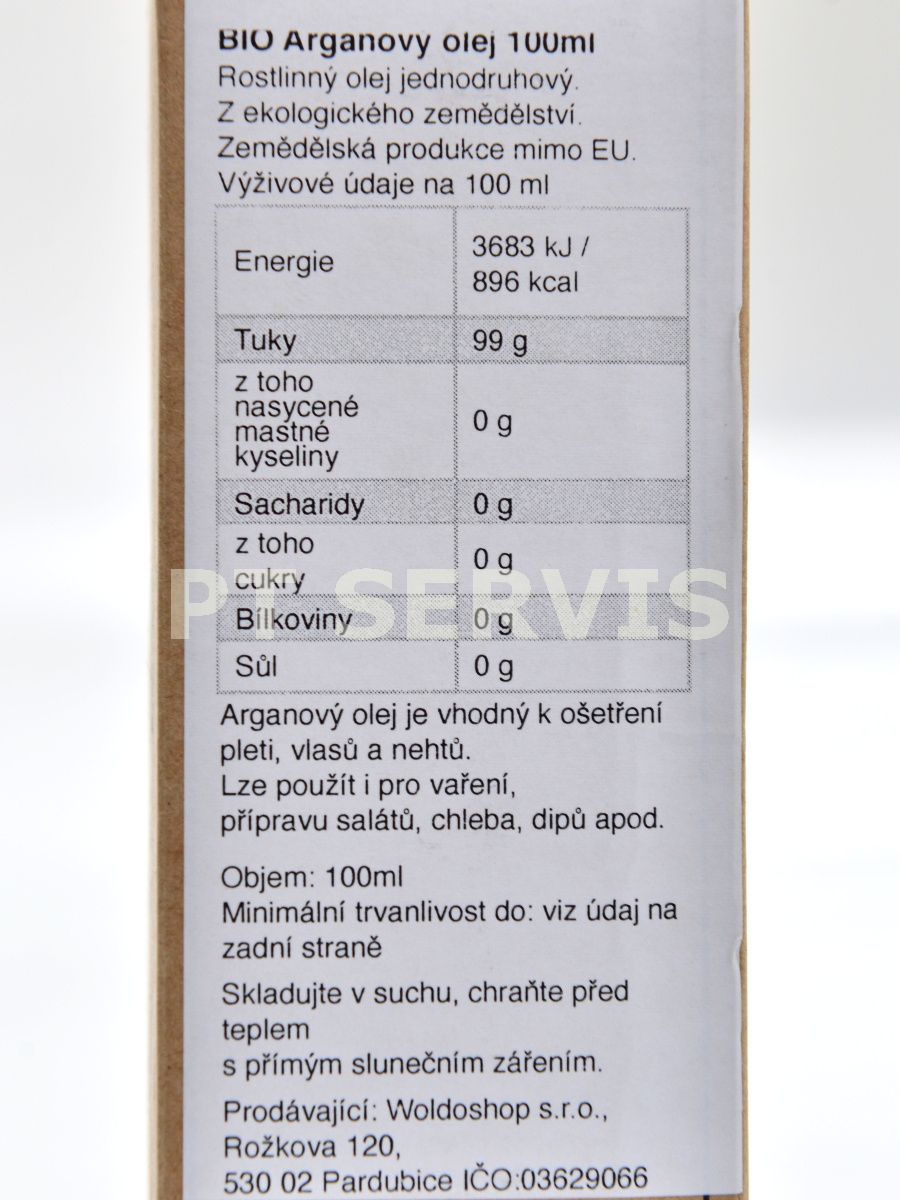 BIO Arganový olej 100ml
Rostlinný olej jednodruhový.
Z ekologického zemědělství.
Zemědělská produkce mimo EU.
Výživové údaje na 100 ml
Energie
3683 kJ /
896 kcal
Tuky 99 g
z toho
nasycené
mastné
kyseliny
0 g
Sacharidy 0 g
z toho
cukry
0 g
PT SERVIS
Bílkoviny 0 g
Sůl 0 g
Arganový olej je vhodný k ošetření
pleti, vlasů a nehtů.
Lze použít i pro vaření,
přípravu salátů, chleba, dipů apod.
Objem: 100ml
Minimální trvanlivost do: viz údaj na
zadní straně
Skladujte v suchu, chraňte před
teplem
s přímým slunečním zářením.
Prodávající: Woldoshop s.r.o.,
Rožkova 120,
530 02 Pardubice IČO:03629066